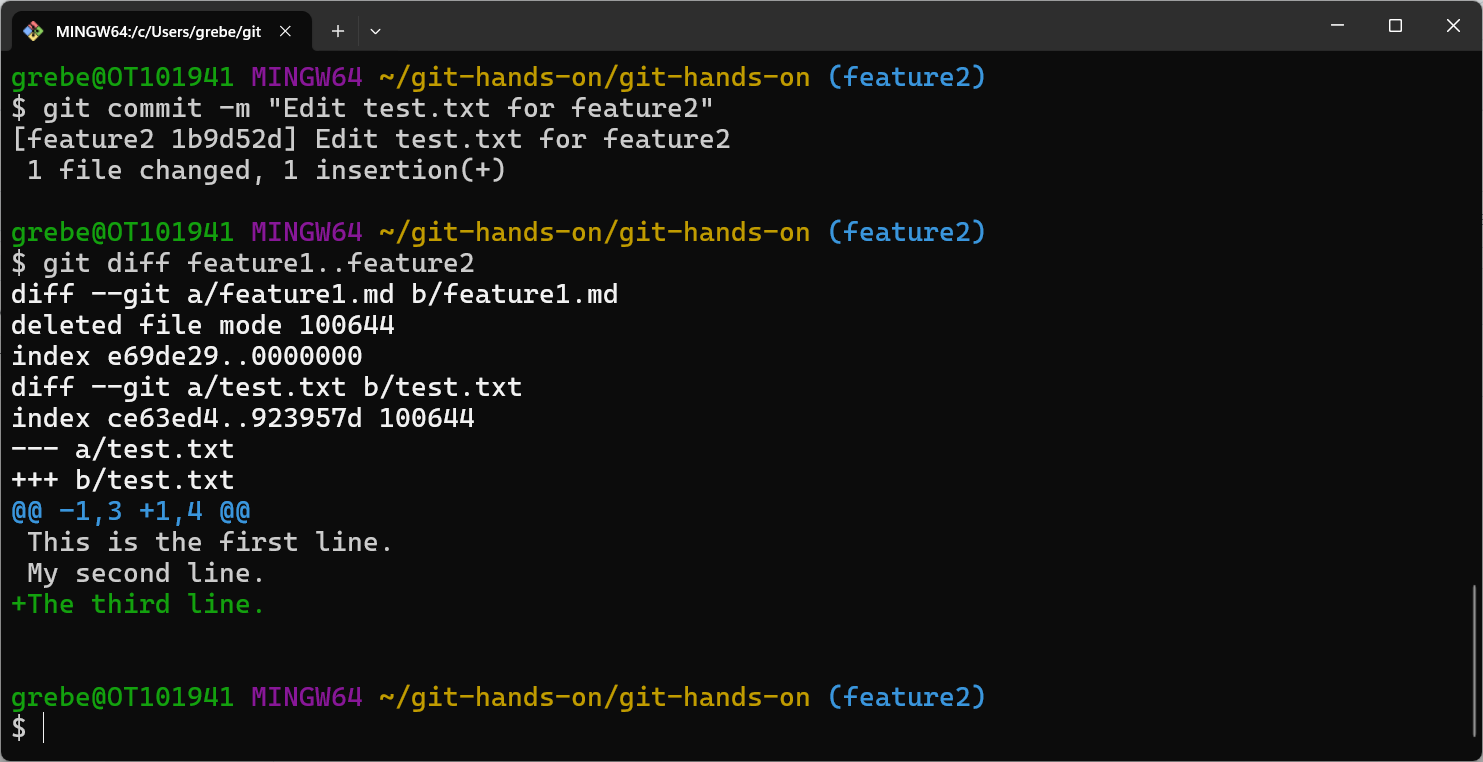 MINGW64:/c/Users/grebe/git
grebe@OT101941 MINGW64 ~/git-hands-on/git-hands-on (feature2)
$ git commit -m "Edit test.txt for feature2"
[feature2 1b9d52d] Edit test.txt for feature2
 1 file changed, 1 insertion(+)
grebe@OT101941 MINGW64 ~/git-hands-on/git-hands-on (feature2)
$ git diff feature1..feature2
diff --git a/feature1.md b/feature1.md
deleted file mode 100644
index e69de29..0000000
diff --git a/test.txt b/test.txt
index ce63ed4..923957d 100644
--- a/test.txt
+++ b/test.txt
@@ -1,3 +1,4 @@
 This is the first line.
 My second line.
+The third line.
grebe@OT101941 MINGW64 ~/git-hands-on/git-hands-on (feature2)
$